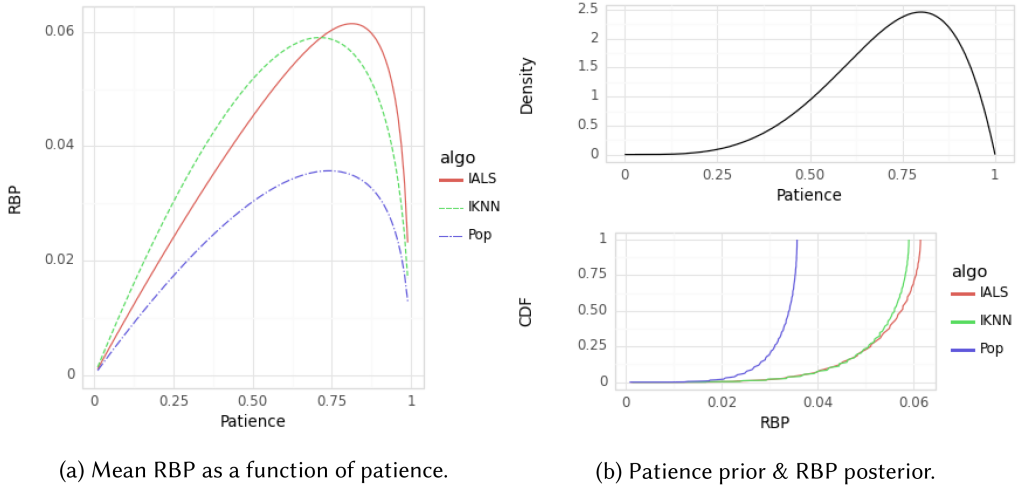 RBP
0.06
0.04
0.02
0
0
0.25
0.50
0.75
1
Patience
algo
IALS
IKNN
Pop
(a) Mean RBP as a function of patience.
Density
2.5
2
1.5
1
0.5
0
0
0.25
0.50
0.75
1
Patience
CDF
1
0.75
0.50
0.25
0
0
0.02
0.04
0.06
RBP
algo
IALS
IKNN
Pop
(b) Patience prior & RBP posterior.